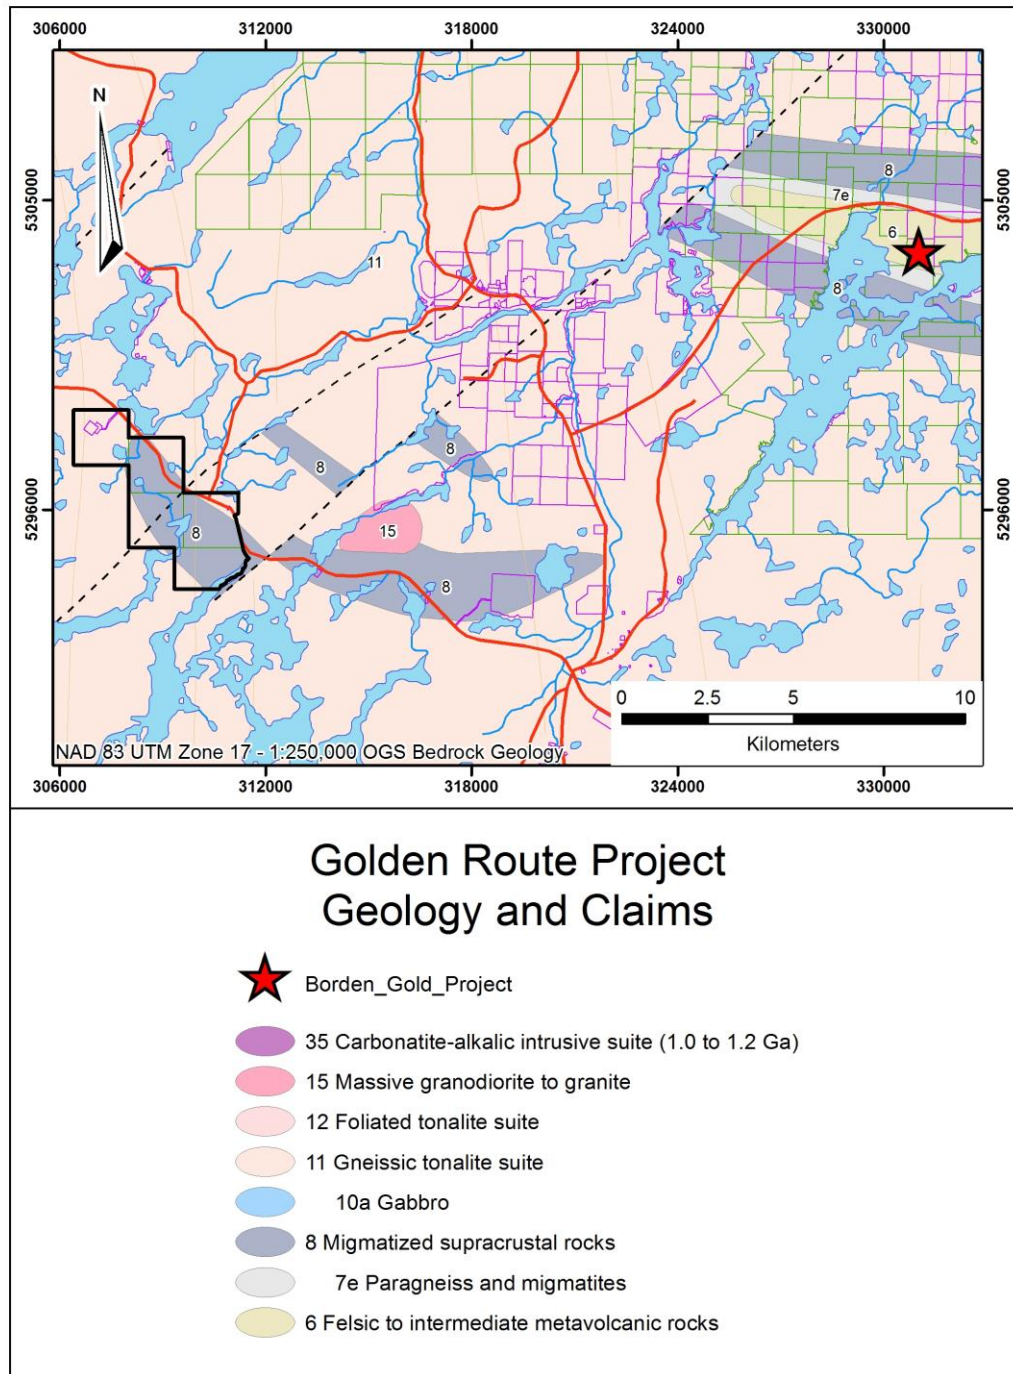 306000 312000 318000 324000 330000
N
5305000
5305000
8
7e
6
11
8
8
8
5296000
5296000
15
8
8
0 2.5 5 10
Kilometers
NAD 83 UTM Zone 17 - 1:250,000 OGS Bedrock Geology
306000 312000 318000 324000 330000
Golden Route Project
Geology and Claims
Borden_Gold_Project
35 Carbonatite-alkalic intrusive suite (1.0 to 1.2 Ga)
15 Massive granodiorite to granite
12 Foliated tonalite suite
11 Gneissic tonalite suite
10a Gabbro
8 Migmatized supracrustal rocks
7e Paragneiss and migmatites
6 Felsic to intermediate metavolcanic rocks